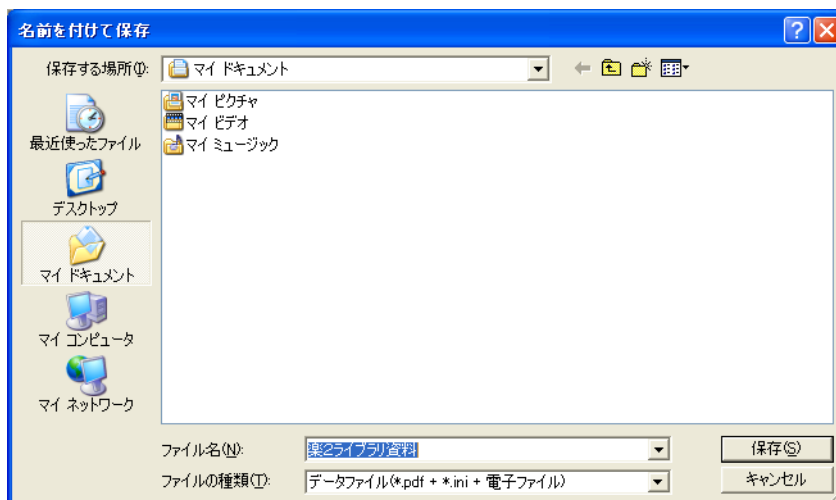 名前を付けて保存
保存する場所(I):
マイ ドキュメント
マイ ピクチャ
マイ ビデオ
マイ ミュージック
最近使ったファイル
デスクトップ
マイ ドキュメント
マイ コンピュータ
マイ ネットワーク
ファイル名(N):
楽2ライブラリ資料
保存(S)
ファイルの種類(T):
データファイル(*.pdf + *.ini + 電子ファイル)
キャンセル